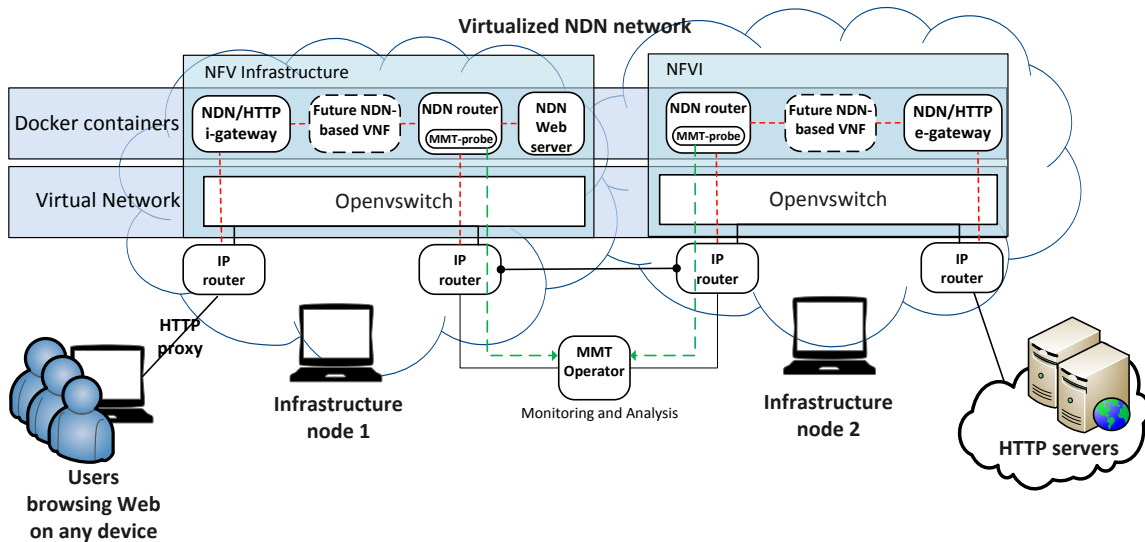 Virtualized NDN network
NFV Infrastructure
NFVI
Docker containers
NDN/HTTP
i-gateway
Future NDN-
based VNF
NDN router
MMT-probe
NDN
Web
server
NDN router
MMT-probe
Future NDN-
based VNF
NDN/HTTP
e-gateway
Virtual Network
Openvswitch
Openvswitch
IP
router
IP
router
IP
router
IP
router
HTTP
proxy
MMT
Operator
Monitoring and Analysis
Infrastructure
node 1
Infrastructure
node 2
HTTP servers
Users
browsing Web
on any device